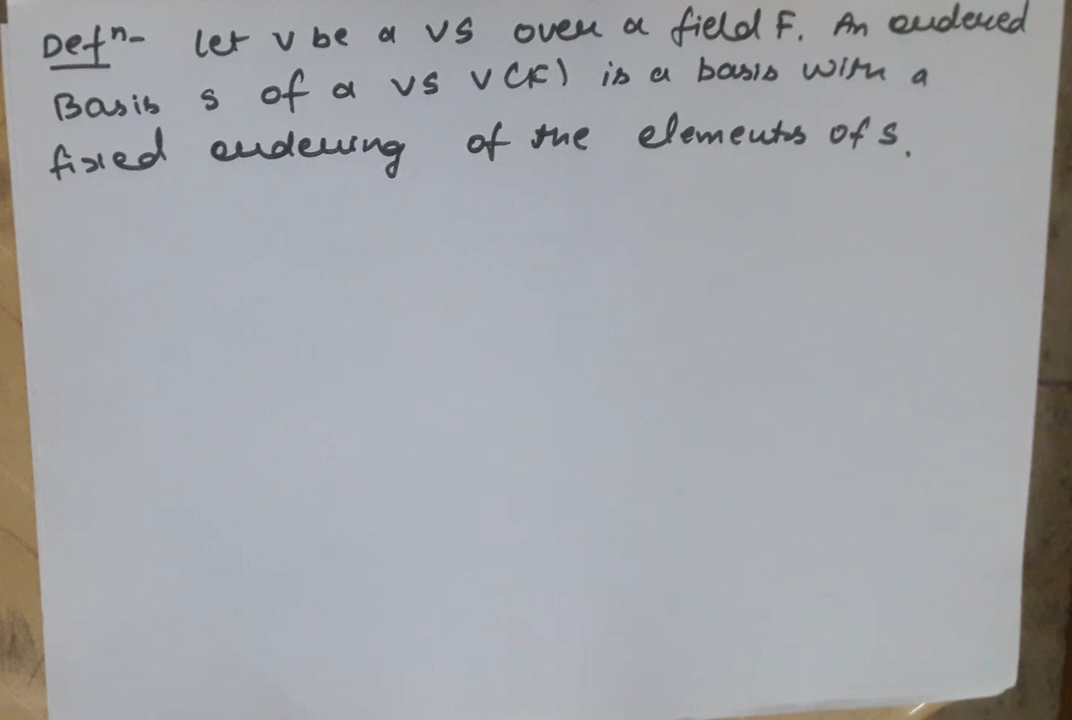 Defⁿ- let V be a VS over a field F. An ordered
Basis S of a VS V(F) is a basis with a
fixed ordering of the elements of S.